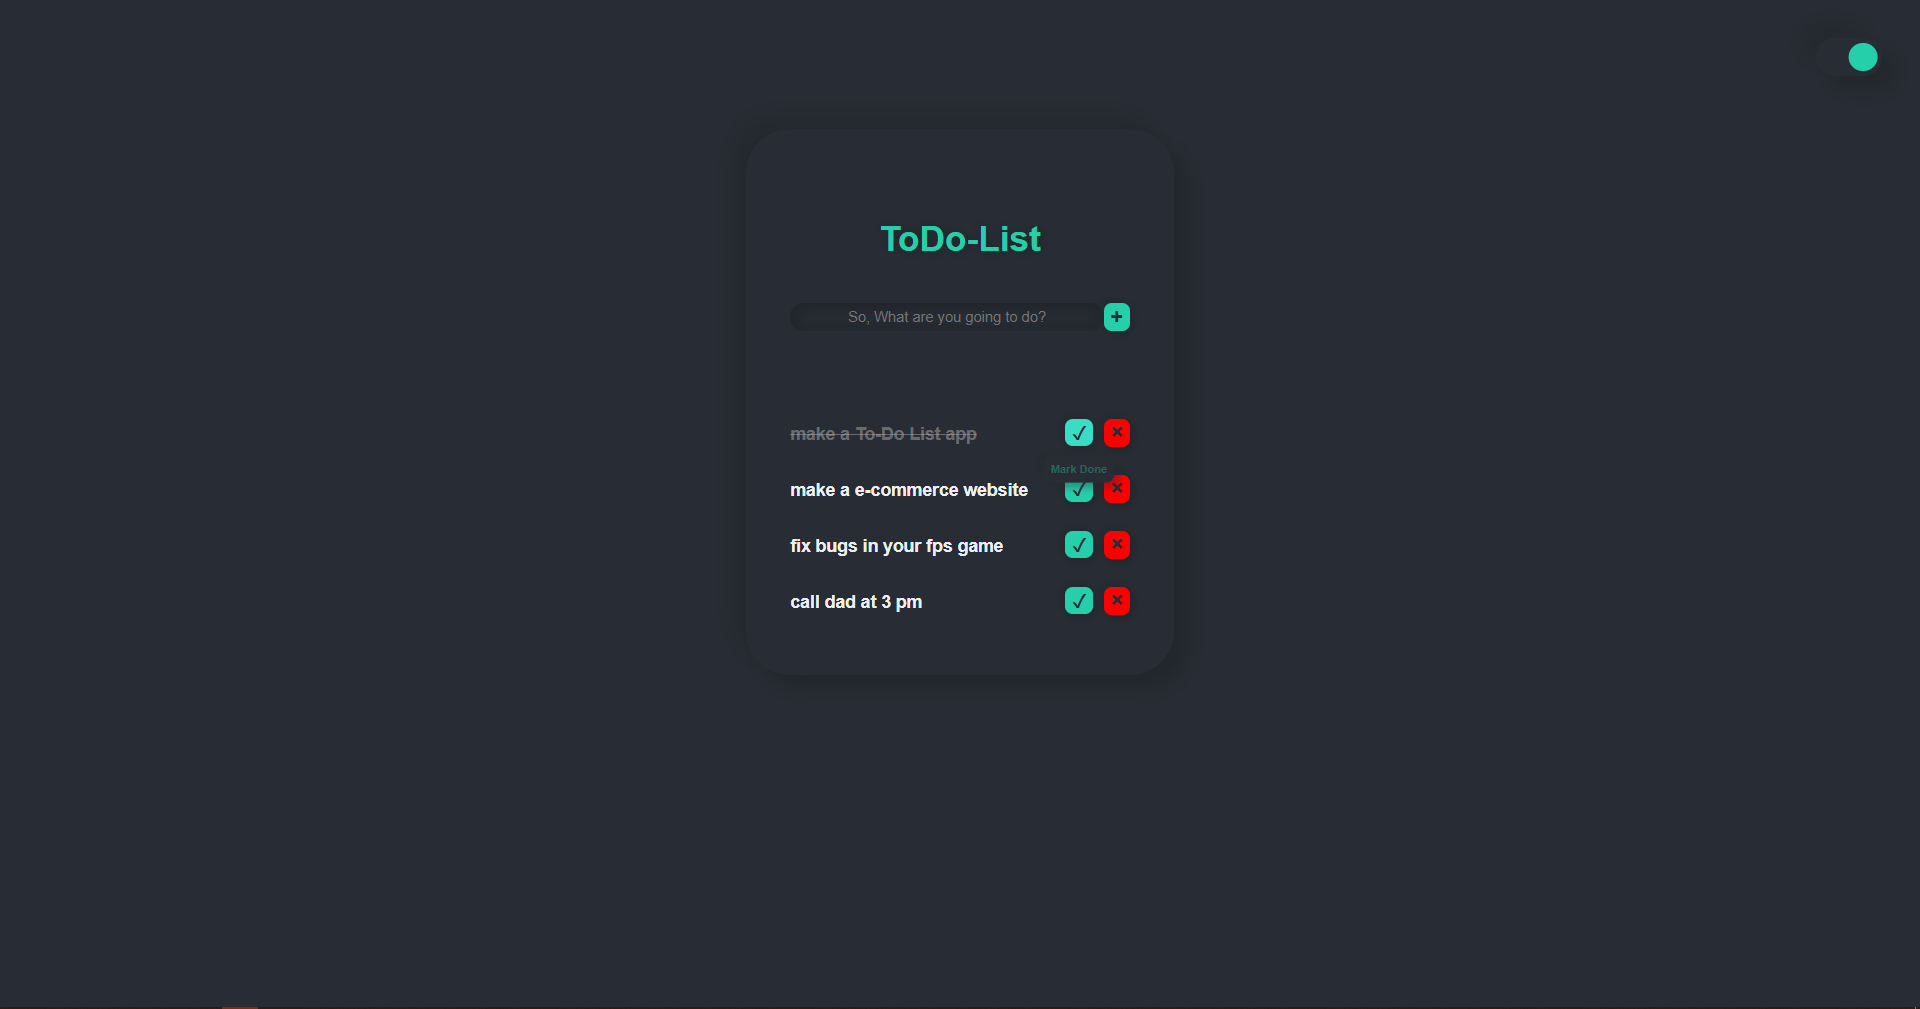 ToDo-List
So, What are you going to do?
make a To-Do List app
Mark Done
make a e-commerce website
fix bugs in your fps game
call dad at 3 pm